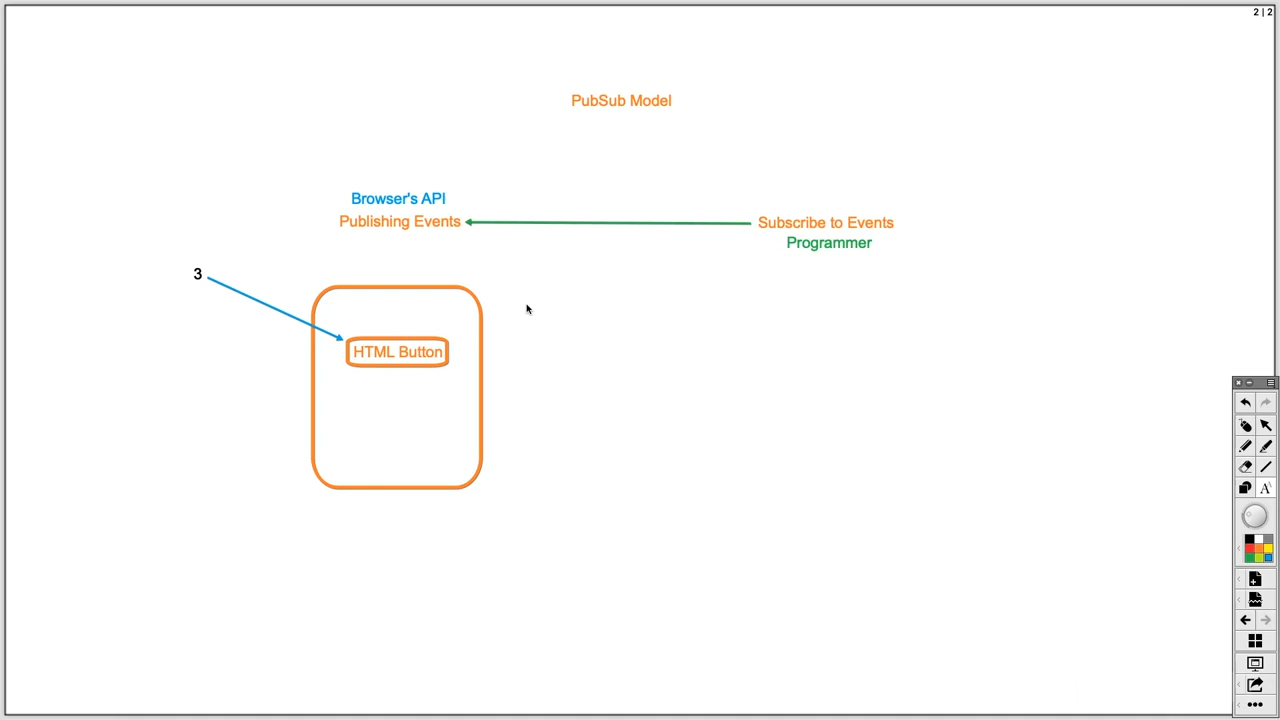 2 | 2
PubSub Model
Browser's API
Publishing Events
Subscribe to Events
Programmer
3
HTML Button
A